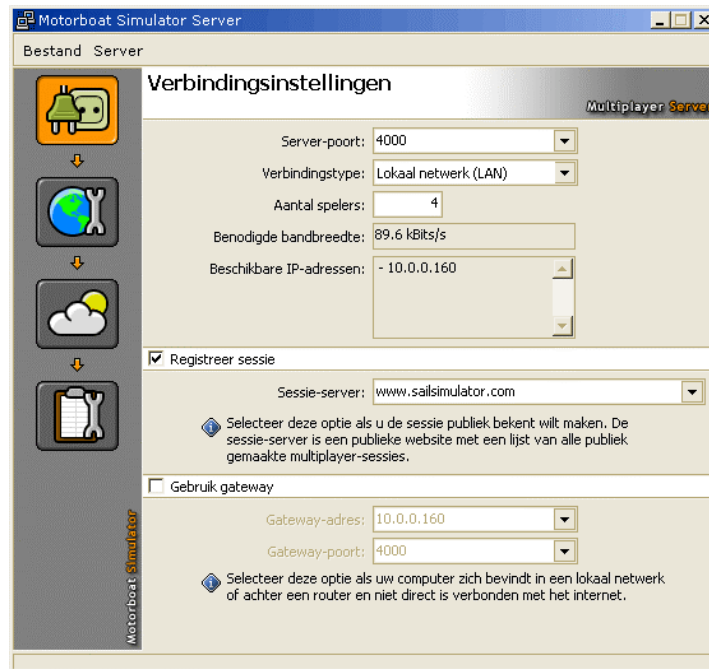 Motorboat Simulator Server
Bestand Server
Verbindingsinstellingen
Multiplayer Server
Server-poort: 4000
Verbindingstype: Lokaal netwerk (LAN)
Aantal spelers: 4
Benodigde bandbreedte: 89.6 kBits/s
Beschikbare IP-adressen: - 10.0.0.160
Registreer sessie
Sessie-server: www.sailsimulator.com
Selecteer deze optie als u de sessie publiek bekent wilt maken. De
sessie-server is een publieke website met een lijst van alle publiek
gemaakte multiplayer-sessies.
Gebruik gateway
Gateway-adres: 10.0.0.160
Gateway-poort: 4000
Selecteer deze optie als uw computer zich bevindt in een lokaal netwerk
of achter een router en niet direct is verbonden met het internet.
Motorboat Simulator